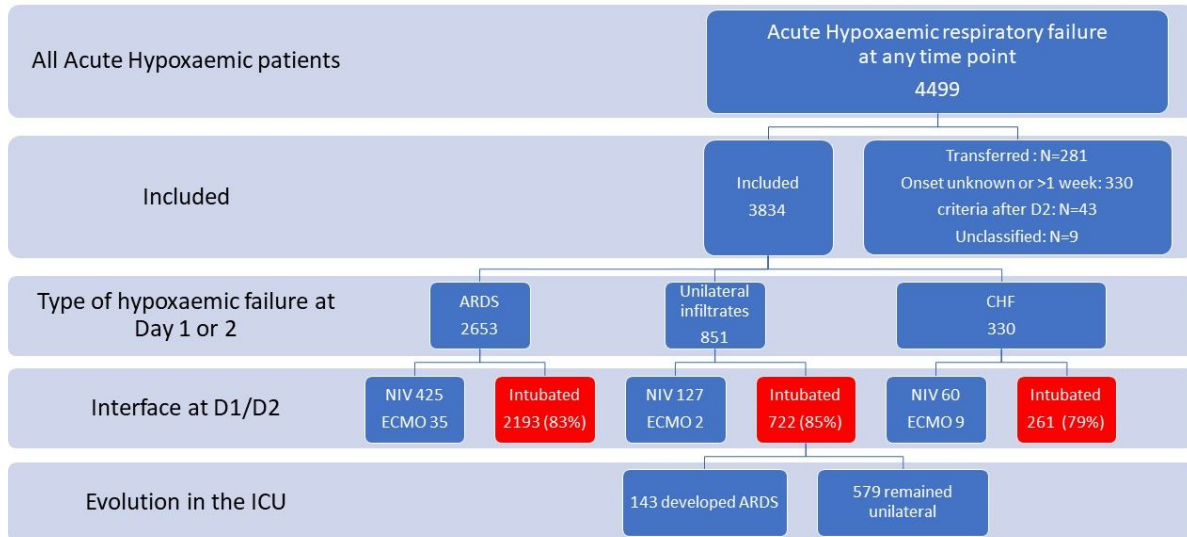 All Acute Hypoxaemic patients
Acute Hypoxaemic respiratory failure
at any time point
4499
Included
Included
3834
Transferred : N=281
Onset unknown or >1 week: 330
criteria after D2: N=43
Unclassified: N=9
Type of hypoxaemic failure at
Day 1 or 2
ARDS
2653
Unilateral
infiltrates
851
CHF
330
Interface at D1/D2
NIV 425
ECMO 35
Intubated
2193 (83%)
NIV 127
ECMO 2
Intubated
722 (85%)
NIV 60
ECMO 9
Intubated
261 (79%)
Evolution in the ICU
143 developed ARDS
579 remained
unilateral